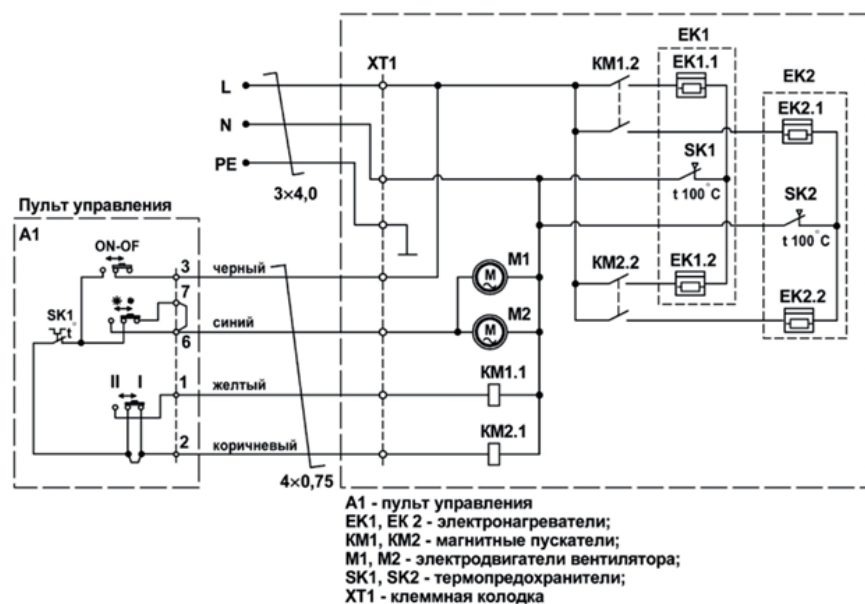 EK1
XT1
KM1.2
EK1.1
EK2
L
EK2.1
N
SK1
PE
t 100°C
SK2
3×4,0
t 100°C
Пульт управления
A1
ON-OF
M1
3
черный
M
KM2.2
EK1.2
7
SK1
t°
M2
EK2.2
синий
M
6
II I
1
желтый
KM1.1
2
коричневый
KM2.1
4×0,75
A1 - пульт управления
EK1, EK 2 - электронагреватели;
KM1, KM2 - магнитные пускатели;
M1, M2 - электродвигатели вентилятора;
SK1, SK2 - термопредохранители;
XT1 - клеммная колодка